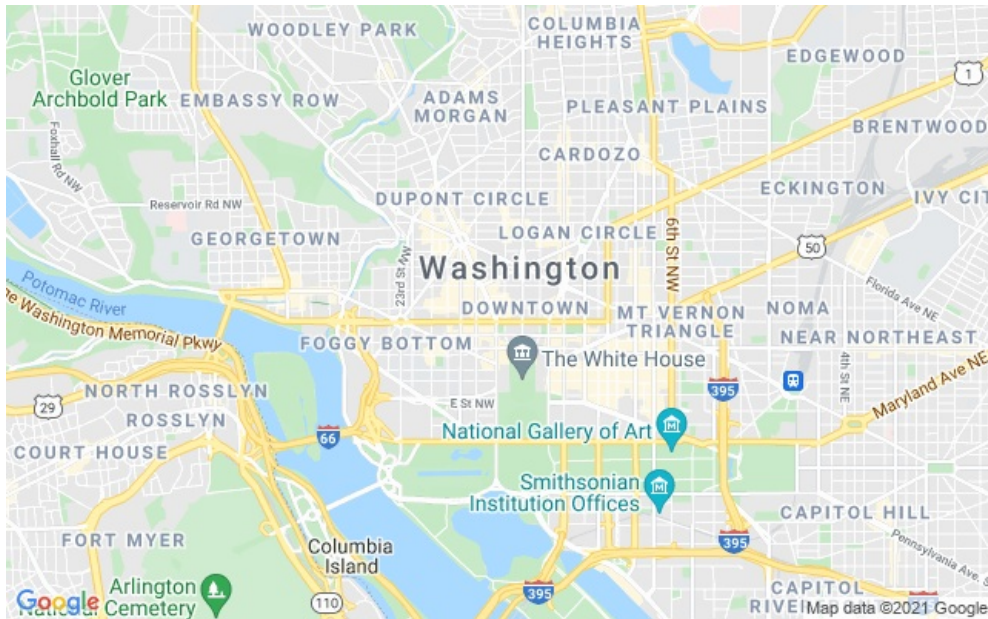 WOODLEY PARK
COLUMBIA
HEIGHTS
EDGEWOOD
Glover
Archbold Park
EMBASSY ROW
ADAMS
MORGAN
PLEASANT PLAINS
1
BRENTWOOD
Foxhall Rd NW
CARDOZO
Reservoir Rd NW
DUPONT CIRCLE
ECKINGTON
IVY CIT
GEORGETOWN
LOGAN CIRCLE
6th St NW
50
23rd St NW
Washington
Potomac River
Florida Ave NE
Washington Memorial Pkwy
DOWNTOWN
MT VERNON
TRIANGLE
NOMA
NEAR NORTHEAST
FOGGY BOTTOM
The White House
4th St NE
NORTH ROSSLYN
29
ROSSLYN
E St NW
395
Maryland Ave NE
COURT HOUSE
66
National Gallery of Art
Smithsonian
Institution Offices
CAPITOL HILL
FORT MYER
Columbia
Island
395
Pennsylvania Ave.
Arlington
Cemetery
110
395
CAPITOL
Google
Map data ©2021 Google